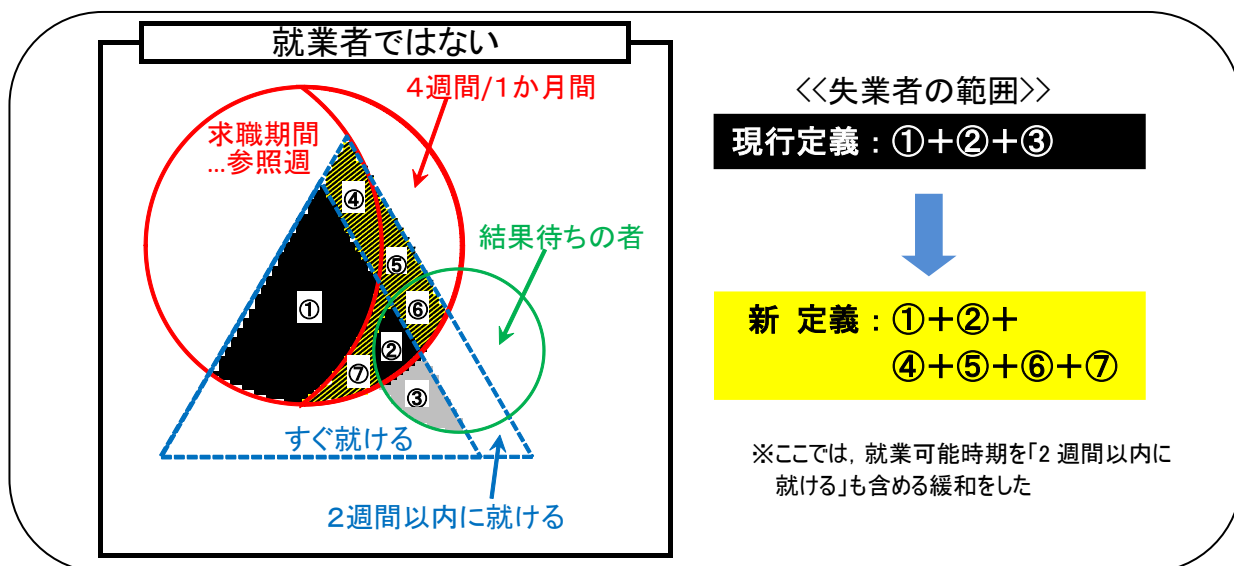 就業者ではない
4週間/1か月間
求職期間
…参照週
④
結果待ちの者
⑤
①
⑥
②
⑦
③
すぐ就ける
2週間以内に就ける
<<失業者の範囲>>
現行定義：①＋②＋③
新 定義：①＋②＋
④＋⑤＋⑥＋⑦
※ここでは，就業可能時期を「2 週間以内に
就ける」も含める緩和をした